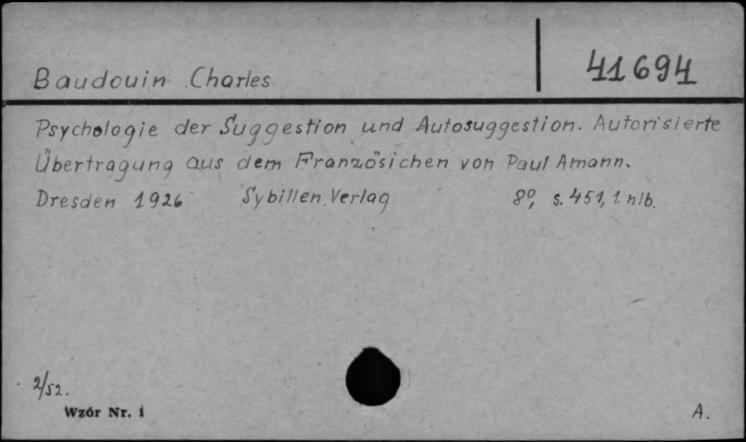 Baudouin Charles 41694
Psychologie der Suggestion und Autosuggestion. Autorisierte
Übertragung aus dem Französichen von Paul Amann.
Dresden 1926 Sybillen Verlag 8°, s. 451, 1. nlb.
2/52.
Wzór Nr. 1 A.